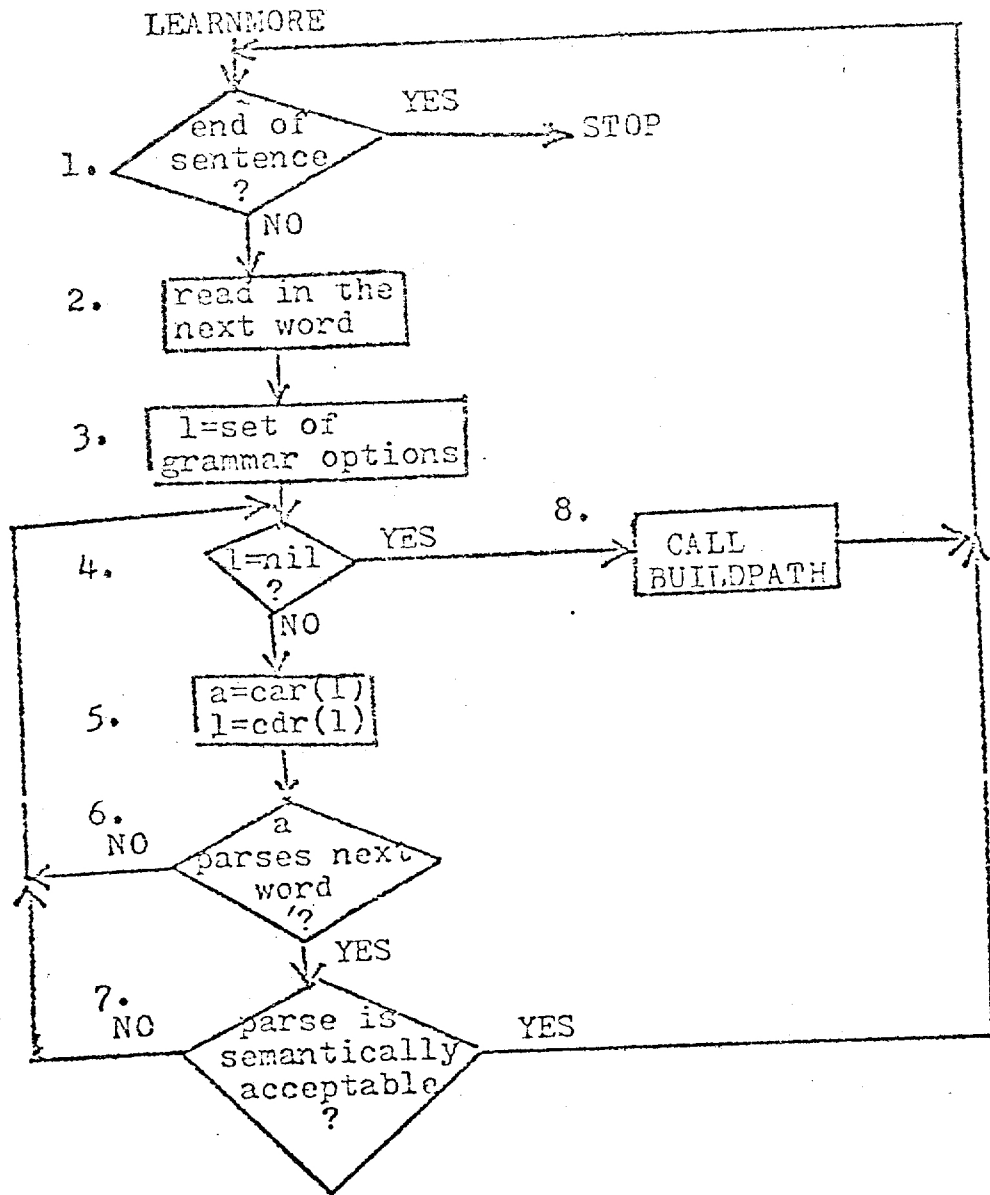 LEARNMORE
YES
STOP
1.
end of
sentence
?
NO
2.
read in the
next word
3.
l=set of
grammar options
4.
l=nil
?
YES
8.
CALL
BUILDPATH
NO
5.
a=car(l)
l=cdr(l)
6.
NO
a
parses next
word
?
YES
7.
NO
parse is
semantically
acceptable
?
YES